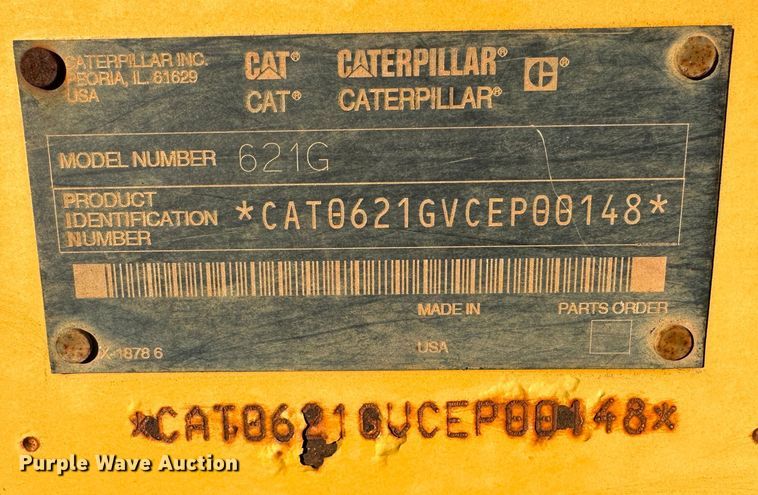 CATERPILLAR INC.
PEORIA, IL. 61629
USA
CAT® CATERPILLAR® C®
CAT® CATERPILLAR®
MODEL NUMBER 621G
PRODUCT
IDENTIFICATION
NUMBER
*CAT0621GVCEP00148*
MADE IN PARTS ORDER
X-1878 6 USA
*CAT0621GVCEP00148*
Purple Wave Auction